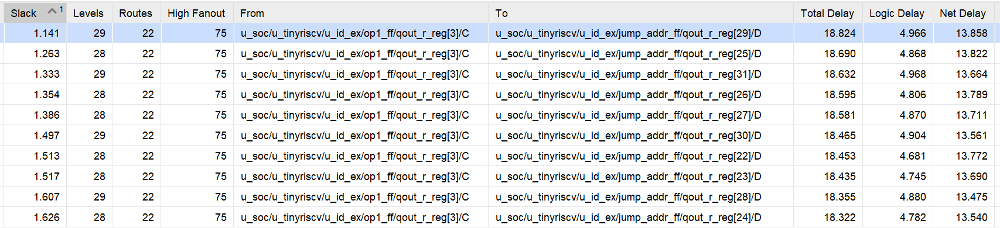 Slack 1 Levels Routes High Fanout From To Total Delay Logic Delay Net Delay
1.141 29 22 75 u_soc/u_tinyriscv/u_id_ex/op1_ff/qout_r_reg[3]/C u_soc/u_tinyriscv/u_id_ex/jump_addr_ff/qout_r_reg[29]/D 18.824 4.966 13.858
1.263 28 22 75 u_soc/u_tinyriscv/u_id_ex/op1_ff/qout_r_reg[3]/C u_soc/u_tinyriscv/u_id_ex/jump_addr_ff/qout_r_reg[25]/D 18.690 4.868 13.822
1.333 29 22 75 u_soc/u_tinyriscv/u_id_ex/op1_ff/qout_r_reg[3]/C u_soc/u_tinyriscv/u_id_ex/jump_addr_ff/qout_r_reg[31]/D 18.632 4.968 13.664
1.354 28 22 75 u_soc/u_tinyriscv/u_id_ex/op1_ff/qout_r_reg[3]/C u_soc/u_tinyriscv/u_id_ex/jump_addr_ff/qout_r_reg[26]/D 18.595 4.806 13.789
1.386 28 22 75 u_soc/u_tinyriscv/u_id_ex/op1_ff/qout_r_reg[3]/C u_soc/u_tinyriscv/u_id_ex/jump_addr_ff/qout_r_reg[27]/D 18.581 4.870 13.711
1.497 29 22 75 u_soc/u_tinyriscv/u_id_ex/op1_ff/qout_r_reg[3]/C u_soc/u_tinyriscv/u_id_ex/jump_addr_ff/qout_r_reg[30]/D 18.465 4.904 13.561
1.513 28 22 75 u_soc/u_tinyriscv/u_id_ex/op1_ff/qout_r_reg[3]/C u_soc/u_tinyriscv/u_id_ex/jump_addr_ff/qout_r_reg[22]/D 18.453 4.681 13.772
1.517 28 22 75 u_soc/u_tinyriscv/u_id_ex/op1_ff/qout_r_reg[3]/C u_soc/u_tinyriscv/u_id_ex/jump_addr_ff/qout_r_reg[23]/D 18.435 4.745 13.690
1.607 29 22 75 u_soc/u_tinyriscv/u_id_ex/op1_ff/qout_r_reg[3]/C u_soc/u_tinyriscv/u_id_ex/jump_addr_ff/qout_r_reg[28]/D 18.355 4.880 13.475
1.626 28 22 75 u_soc/u_tinyriscv/u_id_ex/op1_ff/qout_r_reg[3]/C u_soc/u_tinyriscv/u_id_ex/jump_addr_ff/qout_r_reg[24]/D 18.322 4.782 13.540